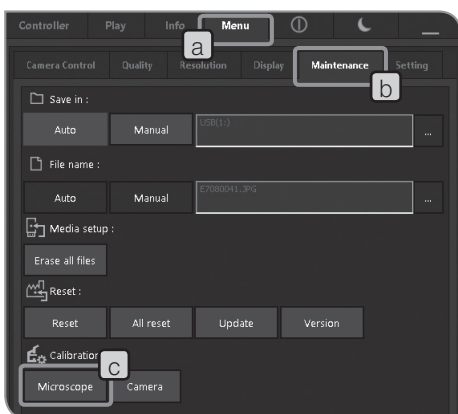 Controller Play Info Menu
a
Camera Control Quality Resolution Display Maintenance Setting
b
Save in :
Auto Manual USB(1:) ...
File name :
Auto Manual E7080041.JPG ...
Media setup :
Erase all files
Reset :
Reset All reset Update Version
Calibration
c
Microscope Camera